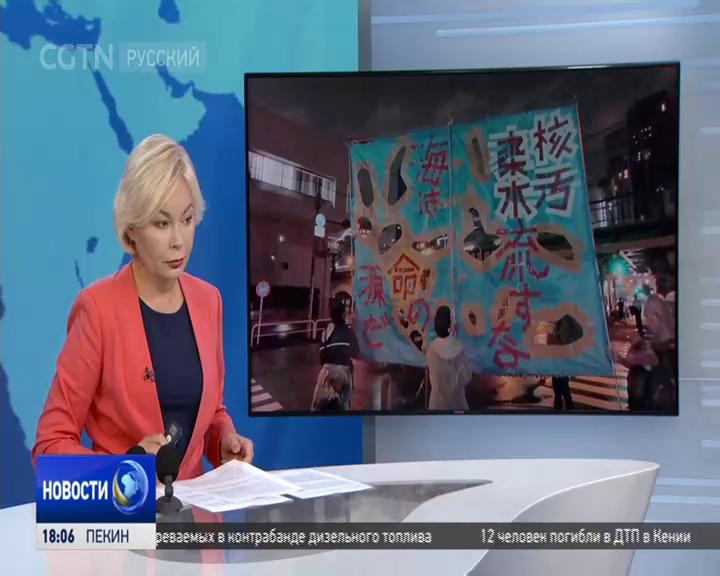 CGTN РУССКИЙ
核汚
染水
流すな
海は
命の
源だ
НОВОСТИ
18:06 ПЕКИН
реваемых в контрабанде дизельного топлива 12 человек погибли в ДТП в Кении